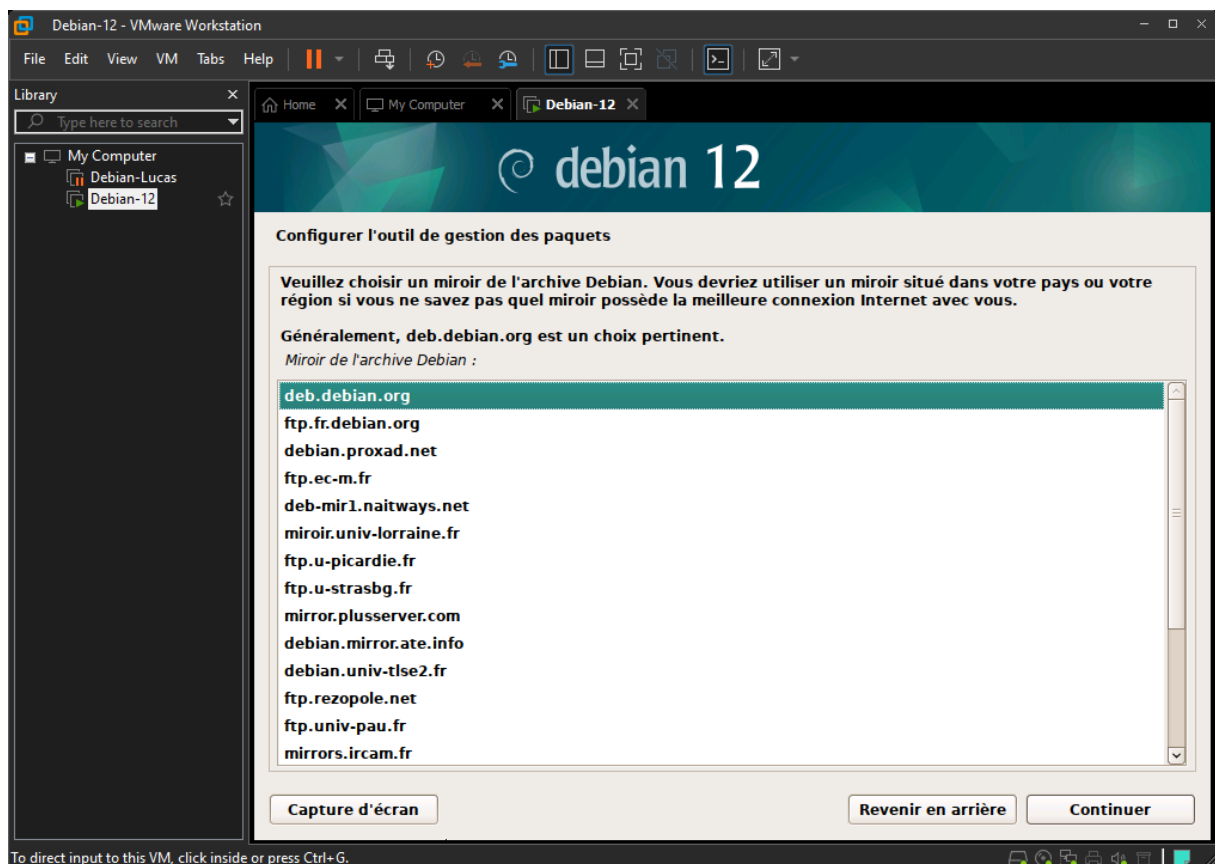 Debian-12 - VMware Workstation
File Edit View VM Tabs Help
Library
Type here to search
My Computer
Debian-Lucas
Debian-12
Home My Computer Debian-12
debian 12
Configurer l'outil de gestion des paquets
Veuillez choisir un miroir de l'archive Debian. Vous devriez utiliser un miroir situé dans votre pays ou votre
région si vous ne savez pas quel miroir possède la meilleure connexion Internet avec vous.
Généralement, deb.debian.org est un choix pertinent.
Miroir de l'archive Debian :
deb.debian.org
ftp.fr.debian.org
debian.proxad.net
ftp.ec-m.fr
deb-mir1.naitways.net
miroir.univ-lorraine.fr
ftp.u-picardie.fr
ftp.u-strasbg.fr
mirror.plusserver.com
debian.mirror.ate.info
debian.univ-tlse2.fr
ftp.rezopole.net
ftp.univ-pau.fr
mirrors.ircam.fr
Capture d'écran Revenir en arrière Continuer
To direct input to this VM, click inside or press Ctrl+G.